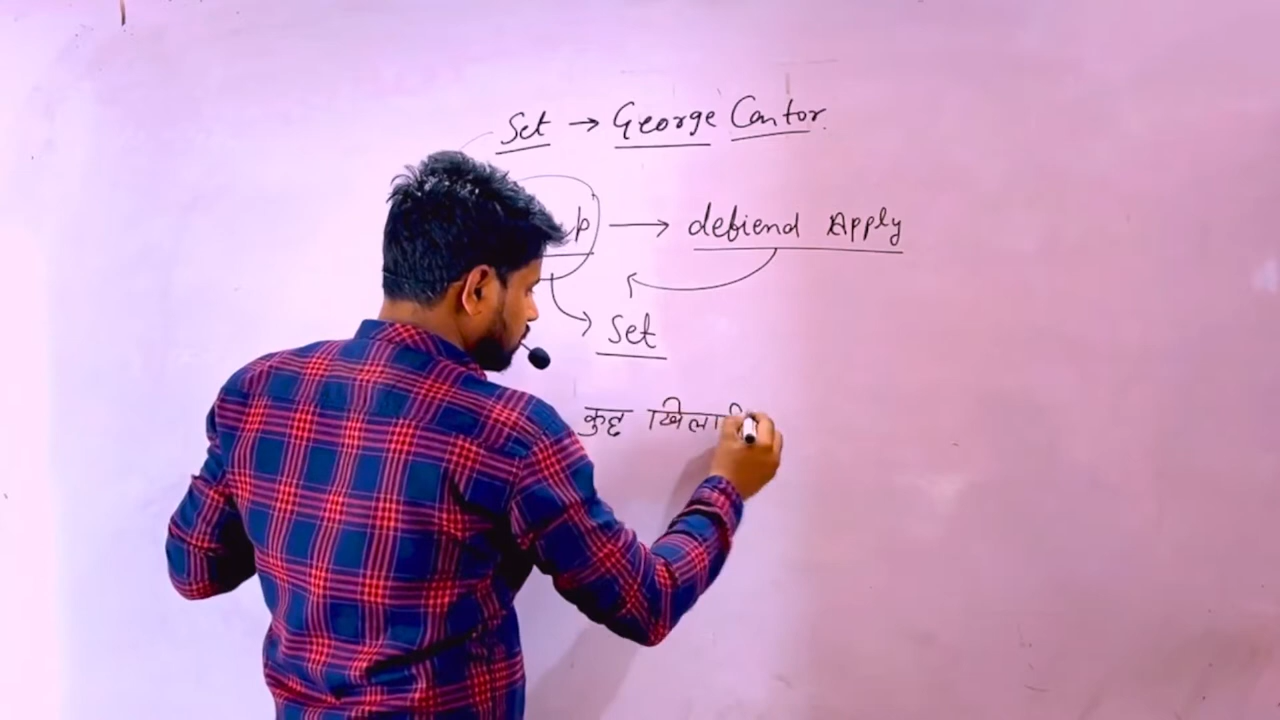 Set → George Cantor
→ defiend Apply
Set
कुछ